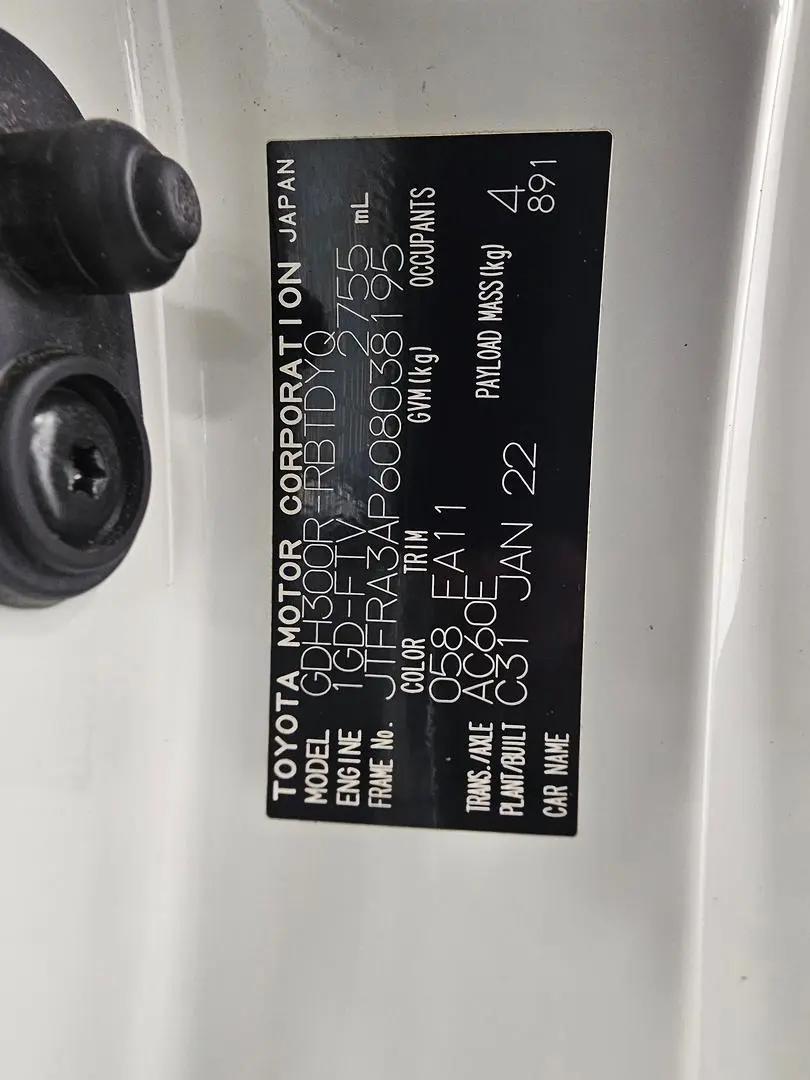 TOYOTA MOTOR CORPORATION JAPAN
MODEL GDH300R-RBTDYQ
ENGINE 1GD-FTV 2755 mL
FRAME No. JTFRA3AP608038195
COLOR TRIM GVM(kg) OCCUPANTS
058 FA11
TRANS./AXLE AC60E PAYLOAD MASS(kg)
PLANT/BUILT C31 JAN 22 4
CAR NAME 891